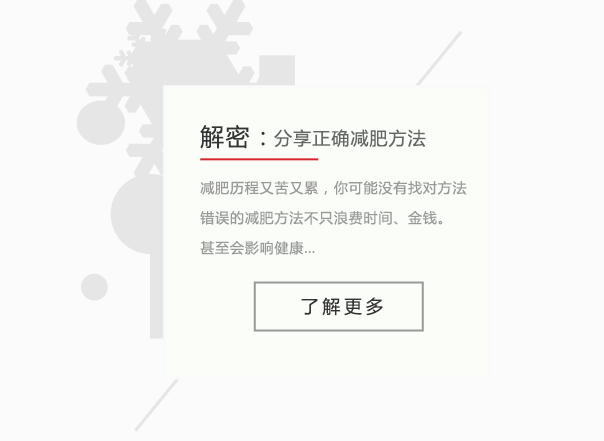 解密：分享正确减肥方法
减肥历程又苦又累，你可能没有找对方法
错误的减肥方法不只浪费时间、金钱。
甚至会影响健康...
了解更多